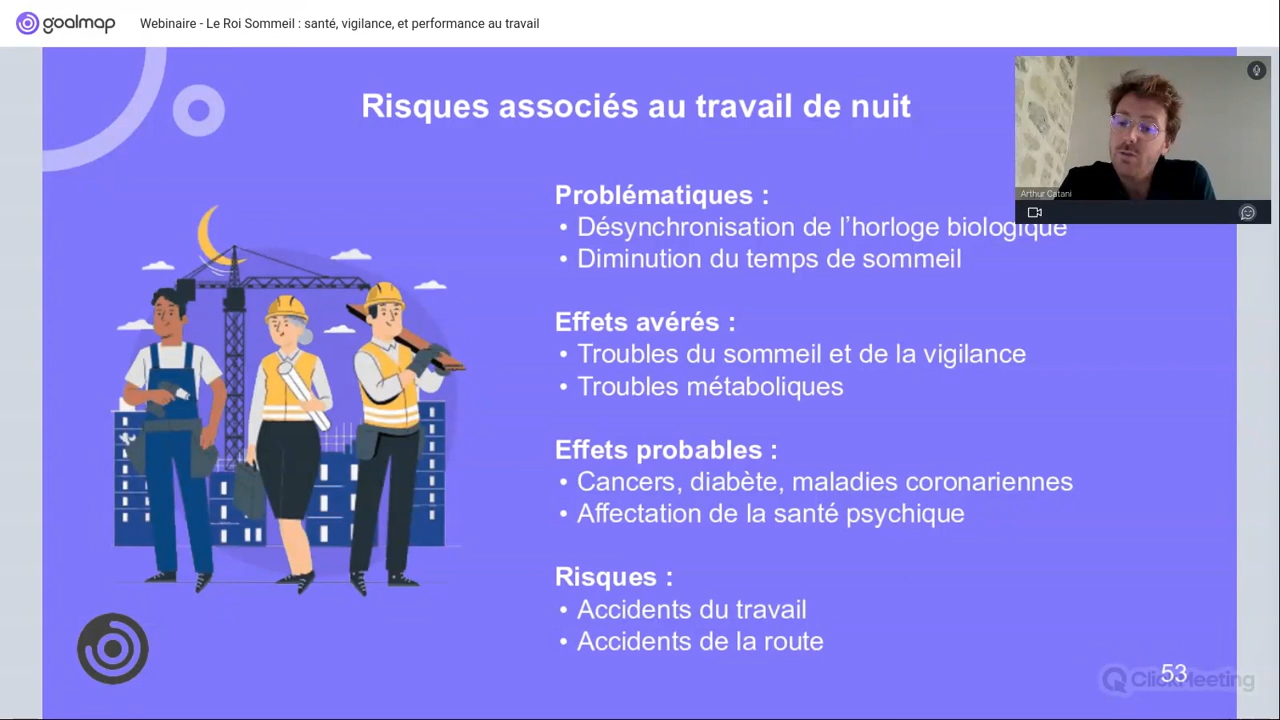 goalmap
Webinaire - Le Roi Sommeil : santé, vigilance, et performance au travail
Risques associés au travail de nuit
Arthur Catani
Problématiques :
• Désynchronisation de l’horloge biologique
• Diminution du temps de sommeil
Effets avérés :
• Troubles du sommeil et de la vigilance
• Troubles métaboliques
Effets probables :
• Cancers, diabète, maladies coronariennes
• Affectation de la santé psychique
Risques :
• Accidents du travail
• Accidents de la route
53
ClickMeeting